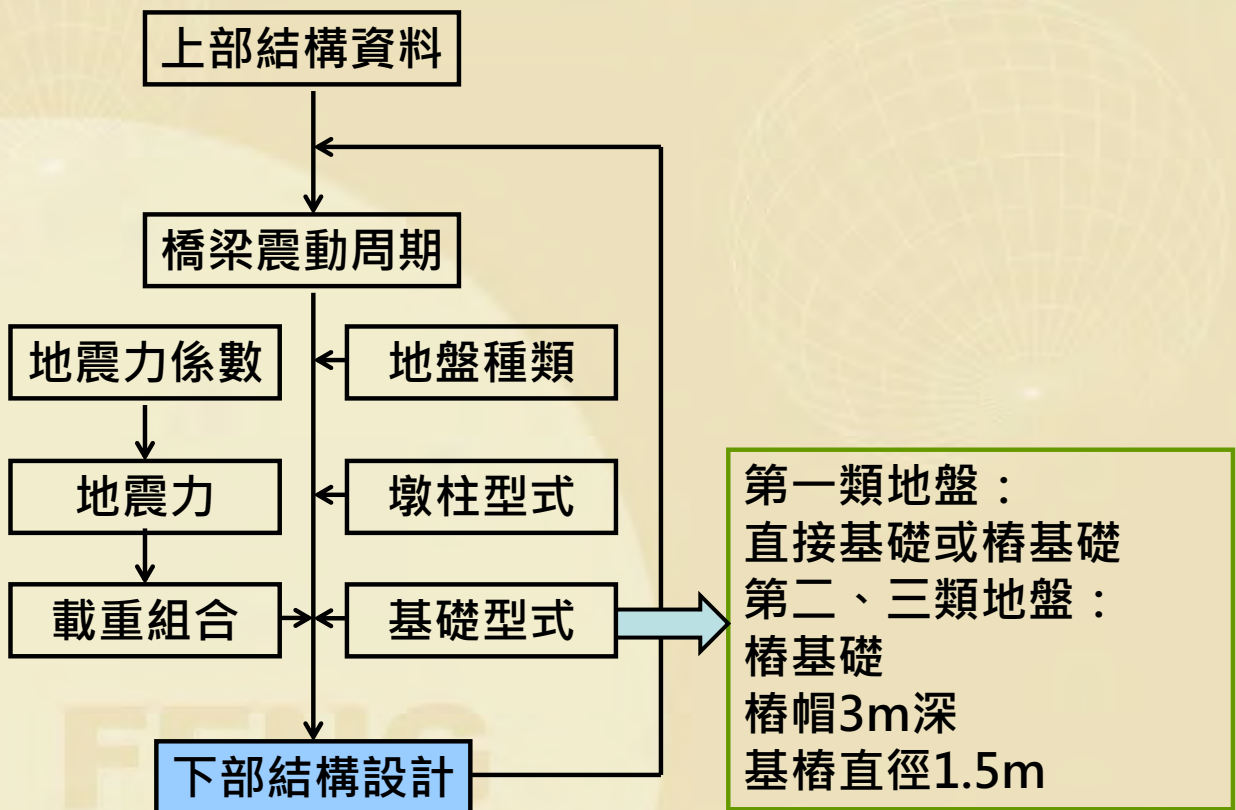 上部結構資料
橋梁震動周期
地震力係數
地盤種類
地震力
墩柱型式
載重組合
基礎型式
下部結構設計
第一類地盤：
直接基礎或樁基礎
第二、三類地盤：
樁基礎
樁帽3m深
基樁直徑1.5m